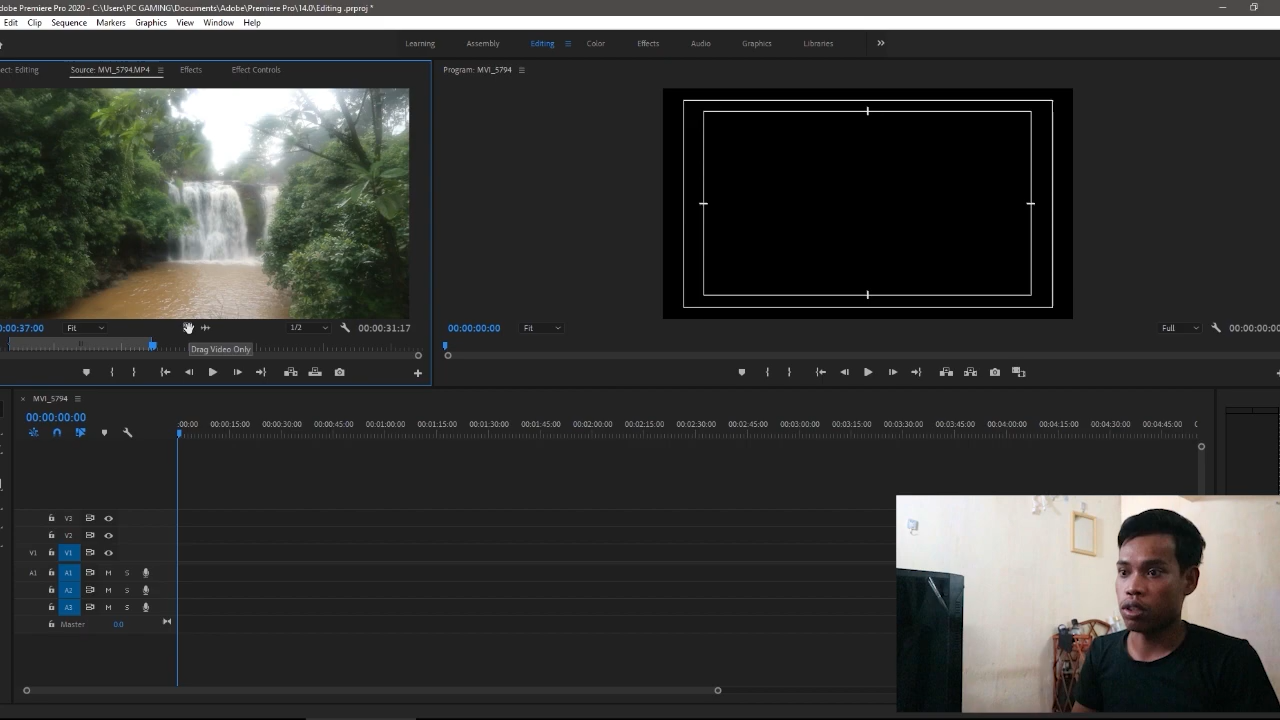 dobe Premiere Pro 2020 - C:\Users\PC GAMING\Documents\Adobe\Premiere Pro\14.0\Editing .prproj *
Edit Clip Sequence Markers Graphics View Window Help
Learning Assembly Editing Color Effects Audio Graphics Libraries
ect: Editing Source: MVI_5794.MP4 Effects Effect Controls Program: MVI_5794
0:00:37:00 Fit 1/2 00:00:31:17 00:00:00:00 Fit Full 00:00:00:0
Drag Video Only
MVI_5794
00:00:00:00
:00:00 00:00:15:00 00:00:30:00 00:00:45:00 00:01:00:00 00:01:15:00 00:01:30:00 00:01:45:00 00:02:00:00 00:02:15:00 00:02:30:00 00:02:45:00 00:03:00:00 00:03:15:00 00:03:30:00 00:03:45:00 00:04:00:00 00:04:15:00 00:04:30:00 00:04:45:00
V3
V2
V1 V1
A1 A1 M S
A2 M S
A3 M S
Master 0.0